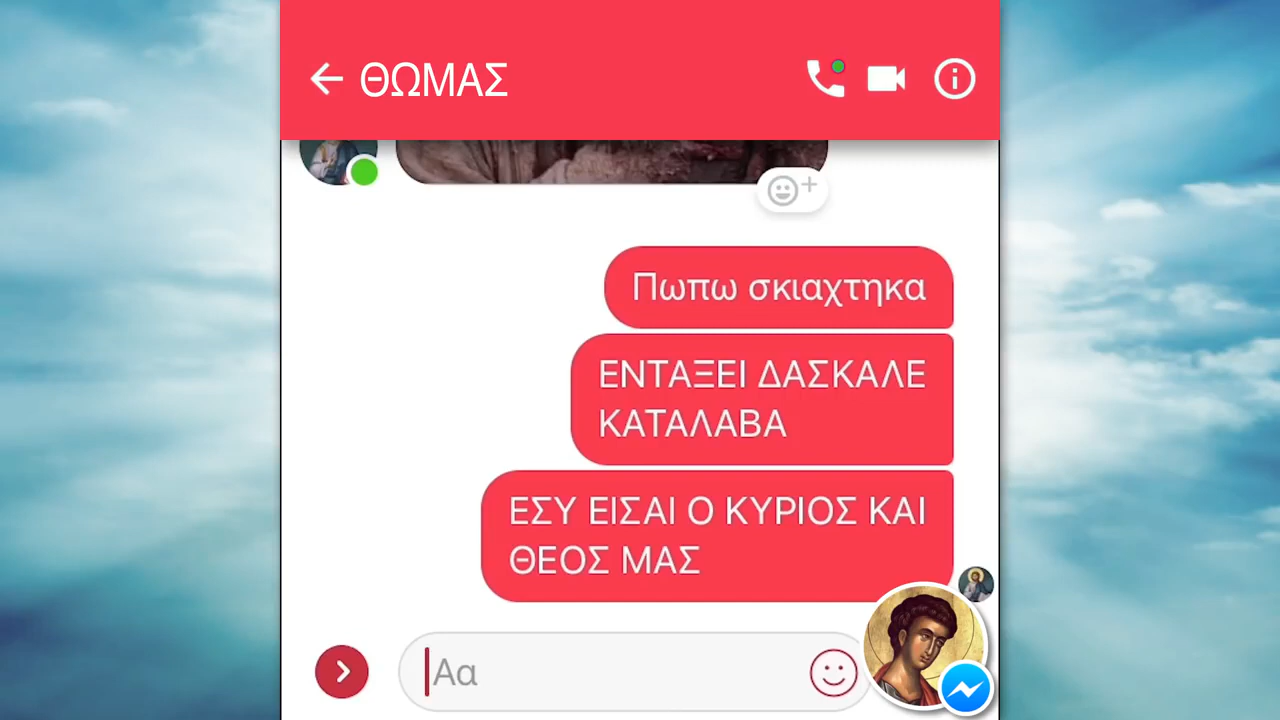 ΘΩΜΑΣ
Πωπω σκιαχτηκα
ΕΝΤΑΞΕΙ ΔΑΣΚΑΛΕ
ΚΑΤΑΛΑΒΑ
ΕΣΥ ΕΙΣΑΙ Ο ΚΥΡΙΟΣ ΚΑΙ
ΘΕΟΣ ΜΑΣ
Αα